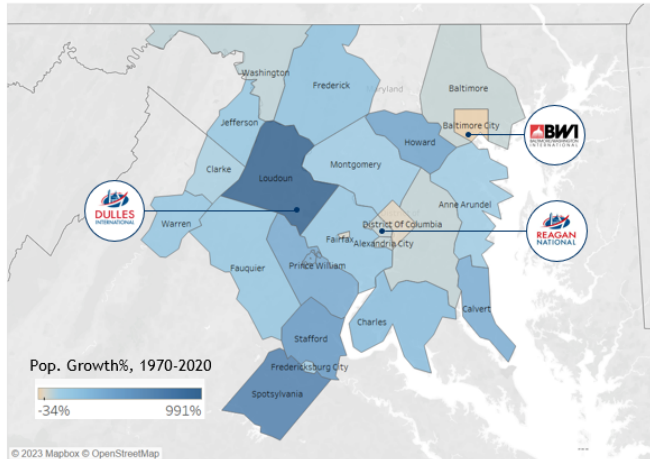 Washington
Frederick
Maryland
Baltimore
Jefferson
Baltimore City
BWI
INTERNATIONAL
Howard
Clarke
Loudoun
Montgomery
DULLES
INTERNATIONAL
Warren
Anne Arundel
District Of Columbia
REAGAN
NATIONAL
Fairfax
Alexandria City
Fauquier
Prince William
Calvert
Charles
Stafford
Pop. Growth%, 1970-2020
Fredericksburg City
Spotsylvania
-34%
991%
© 2023 Mapbox © OpenStreetMap